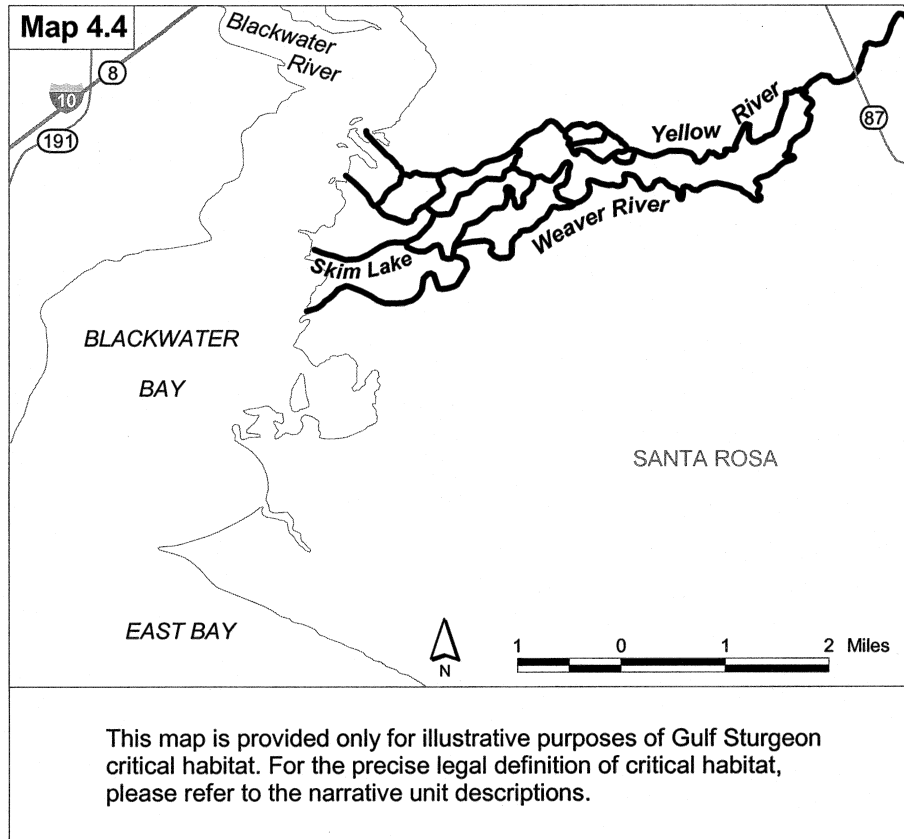 Map 4.4
Blackwater
River
8
10
191
Yellow River
87
Weaver River
Skim Lake
BLACKWATER
BAY
SANTA ROSA
EAST BAY
N
1 0 1 2 Miles
This map is provided only for illustrative purposes of Gulf Sturgeon
critical habitat. For the precise legal definition of critical habitat,
please refer to the narrative unit descriptions.